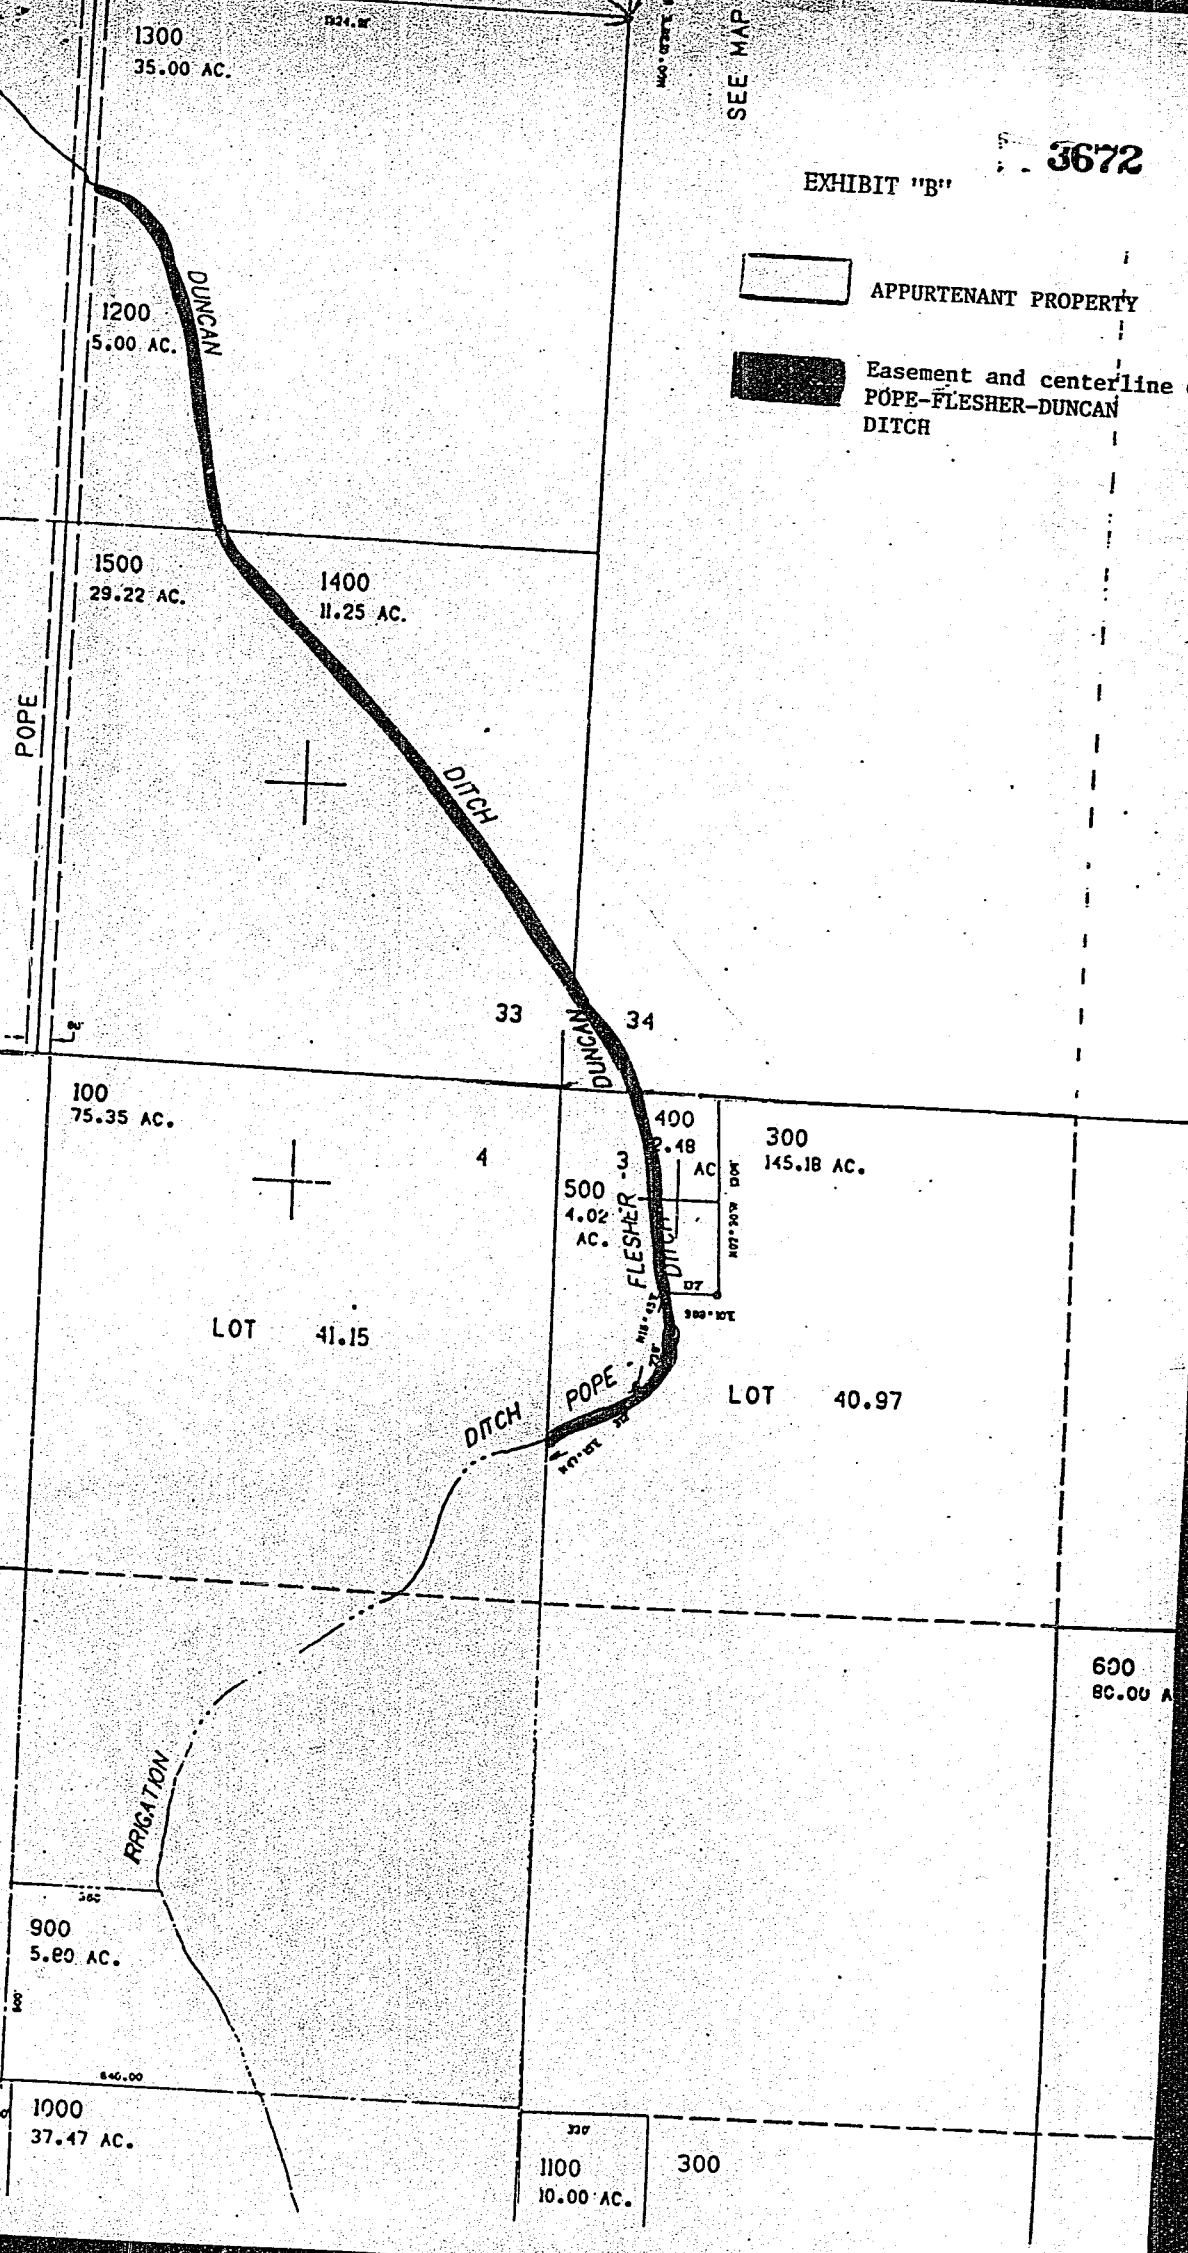 1300
35.00 AC.
SEE MAP
3672
EXHIBIT "B"
APPURTENANT PROPERTY
Easement and centerline
POPE-FLESHER-DUNCAN
DITCH
DUNCAN
1200
5.00 AC.
1500
29.22 AC.
1400
11.25 AC.
POPE
DITCH
33
34
DUNCAN
100
75.35 AC.
4
3
400
2.48
AC
300
145.18 AC.
500
4.02
AC.
FLESHER
DITCH
LOT 41.15
POPE
DITCH
LOT 40.97
600
80.00 A
IRRIGATION
900
5.80 AC.
640.00
1000
37.47 AC.
330'
1100
10.00 AC.
300